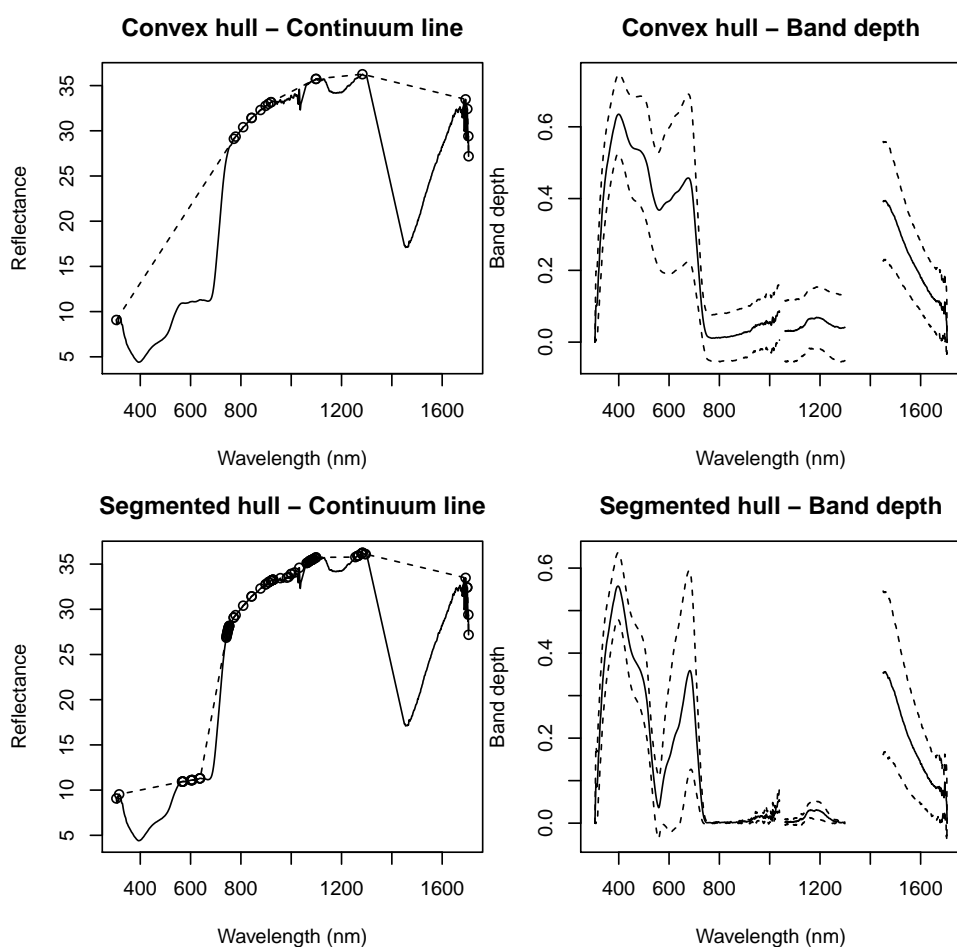 Convex hull – Continuum line
Reflectance
5 10 15 20 25 30 35
400 600 800 1200 1600
Wavelength (nm)
Convex hull – Band depth
Band depth
0.0 0.2 0.4 0.6
400 600 800 1200 1600
Wavelength (nm)
Segmented hull – Continuum line
Reflectance
5 10 15 20 25 30 35
400 600 800 1200 1600
Wavelength (nm)
Segmented hull – Band depth
Band depth
0.0 0.2 0.4 0.6
400 600 800 1200 1600
Wavelength (nm)